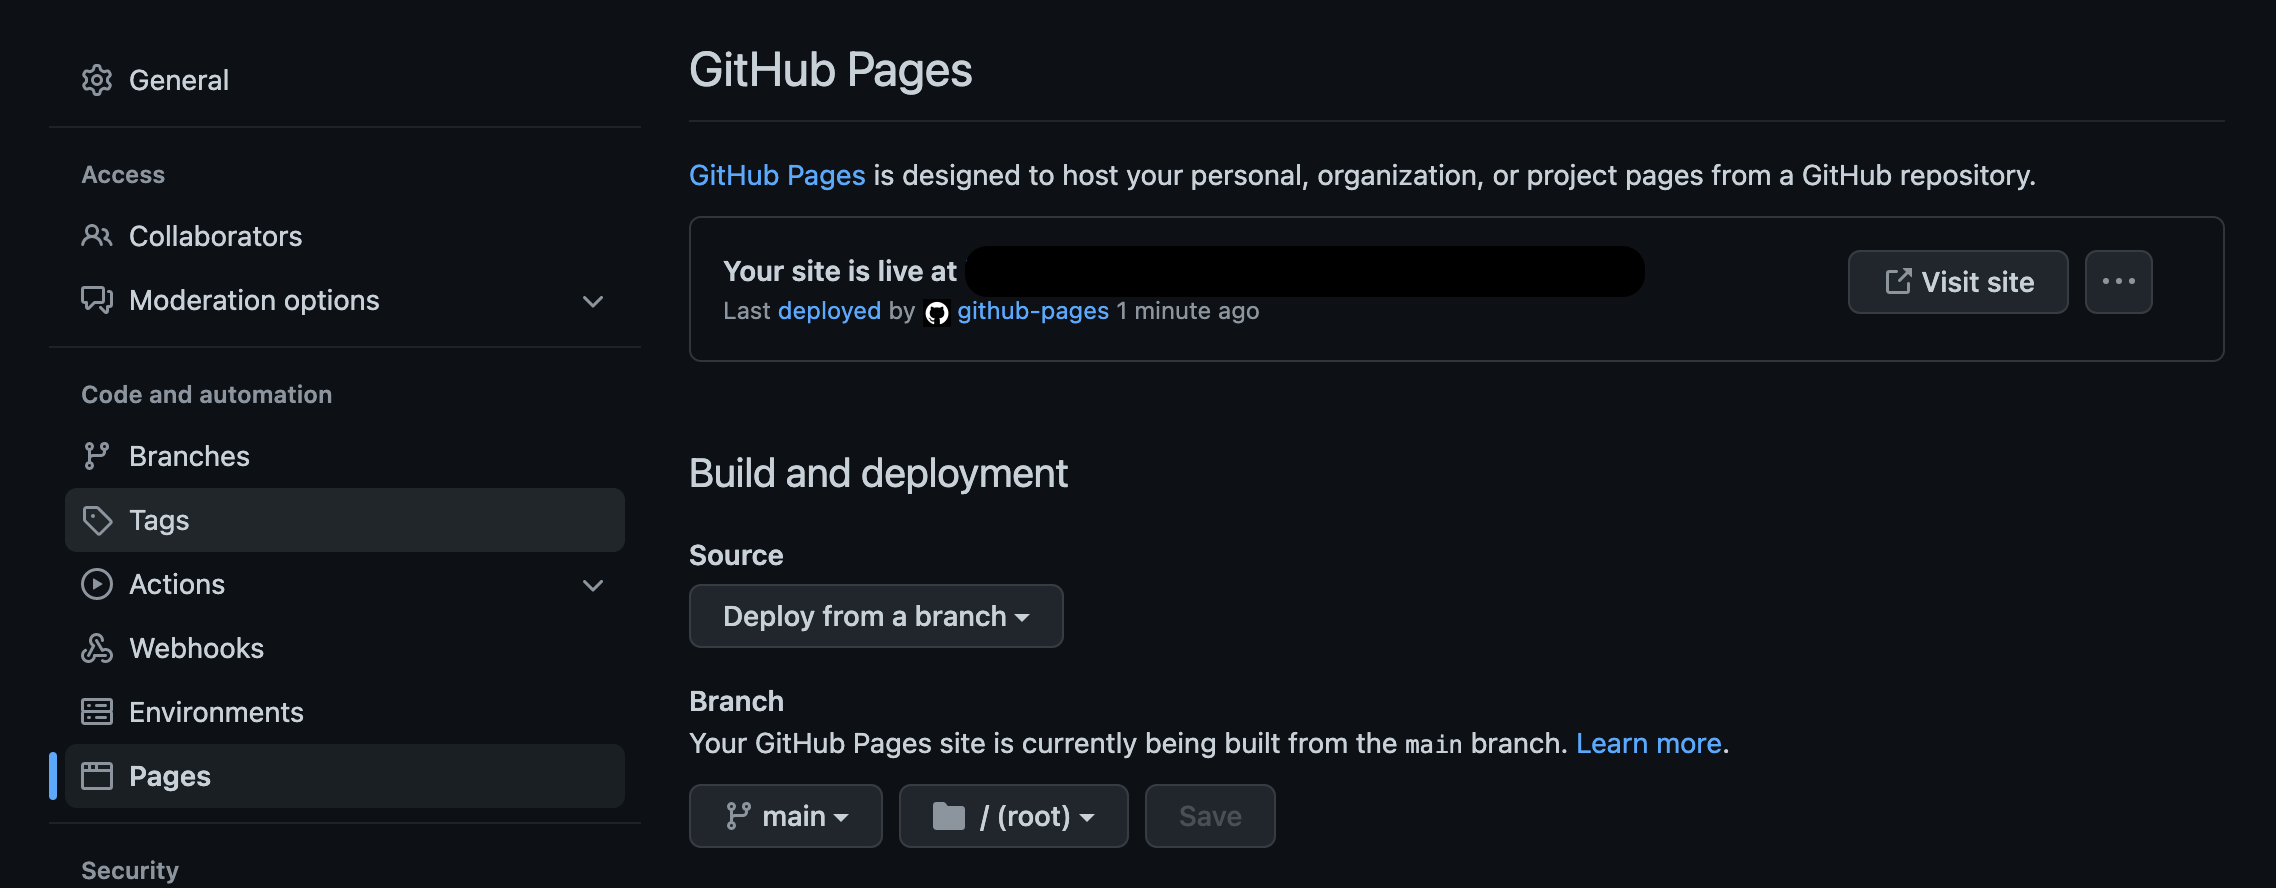 General
Access
Collaborators
Moderation options
Code and automation
Branches
Tags
Actions
Webhooks
Environments
Pages
Security
GitHub Pages
GitHub Pages is designed to host your personal, organization, or project pages from a GitHub repository.
Your site is live at
Last deployed by github-pages 1 minute ago
Visit site
Build and deployment
Source
Deploy from a branch
Branch
Your GitHub Pages site is currently being built from the main branch. Learn more.
main / (root) Save